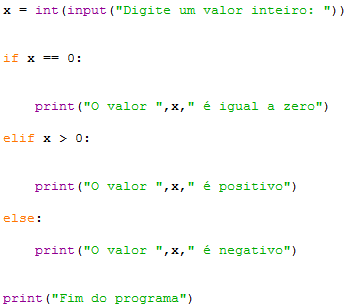 x = int(input("Digite um valor inteiro: "))
if x == 0:
    print("O valor ",x," é igual a zero")
elif x > 0:
    print("O valor ",x," é positivo")
else:
    print("O valor ",x," é negativo")
print("Fim do programa")